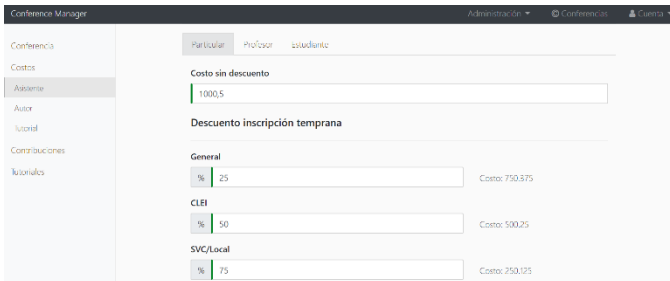 Conference Manager Administración Conferencias Cuenta
Conferencia
Costos
Asistente
Autor
Tutorial
Contribuciones
Tutoriales
Particular Profesor Estudiante
Costo sin descuento
1000,5
Descuento inscripción temprana
General
% 25 Costo: 750.375
CLEI
% 50 Costo: 500.25
SVC/Local
% 75 Costo: 250.125